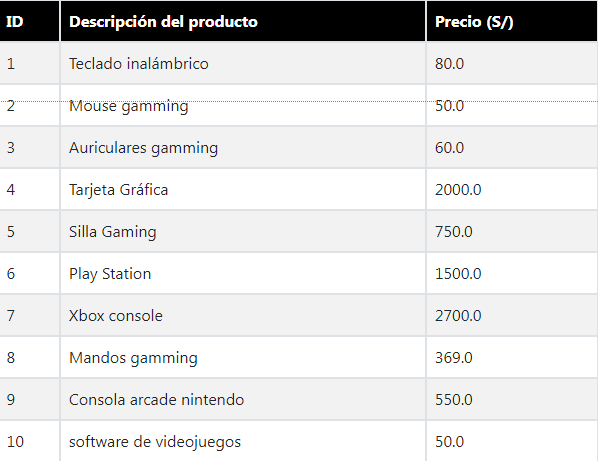 ID Descripción del producto Precio (S/)
1 Teclado inalámbrico 80.0
2 Mouse gamming 50.0
3 Auriculares gamming 60.0
4 Tarjeta Gráfica 2000.0
5 Silla Gaming 750.0
6 Play Station 1500.0
7 Xbox console 2700.0
8 Mandos gamming 369.0
9 Consola arcade nintendo 550.0
10 software de videojuegos 50.0